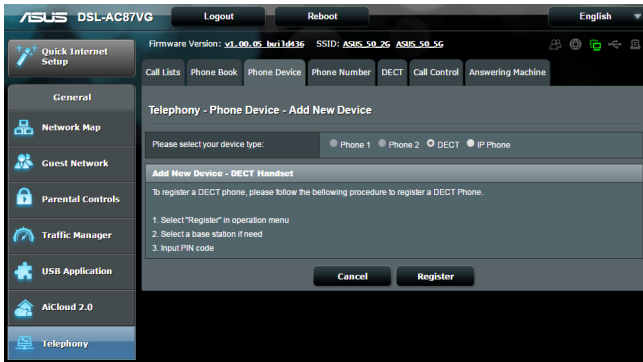 ASUS DSL-AC87VG Logout Reboot English
Quick Internet Setup
Firmware Version: v1.00.05_build436 SSID: ASUS_50_2G ASUS_50_5G
Call Lists Phone Book Phone Device Phone Number DECT Call Control Answering Machine
General
Network Map
Guest Network
Parental Controls
Traffic Manager
USB Application
AiCloud 2.0
Telephony
Telephony - Phone Device - Add New Device
Please select your device type: Phone 1 Phone 2 DECT IP Phone
Add New Device - DECT Handset
To register a DECT phone, please follow the bellowing procedure to register a DECT Phone.
1. Select "Register" in operation menu
2. Select a base station if need
3. Input PIN code
Cancel Register